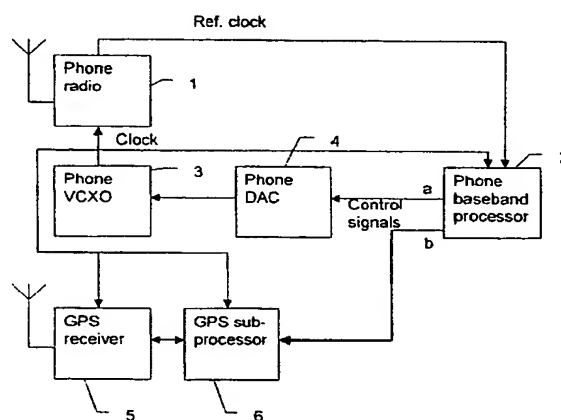 Ref. clock
Phone
radio
1
Clock
4
Phone
VCXO
3
Phone
DAC
a
Control
signals
b
Phone
baseband
processor
GPS
receiver
GPS sub-
processor
5
6